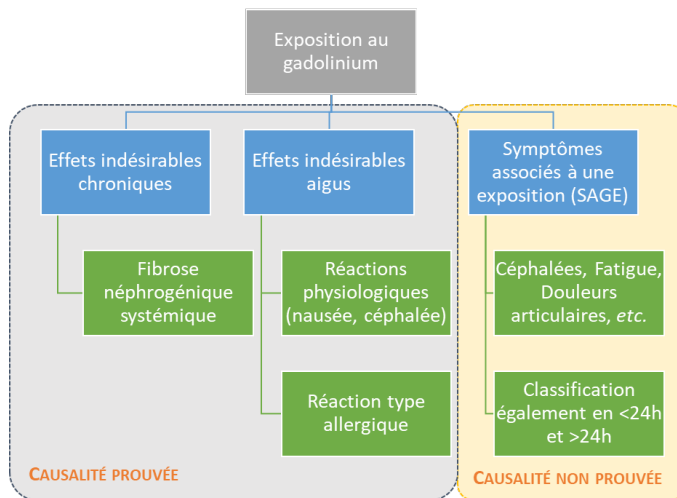 Exposition au
gadolinium
Effets indésirables
chroniques
Effets indésirables
aigus
Symptômes
associés à une
exposition (SAGE)
Fibrose
néphrogénique
systémique
Réactions
physiologiques
(nausée, céphalée)
Céphalées, Fatigue,
Douleurs
articulaires, etc.
Réaction type
allergique
Classification
également en <24h
et >24h
CAUSALITÉ PROUVÉE
CAUSALITÉ NON PROUVÉE